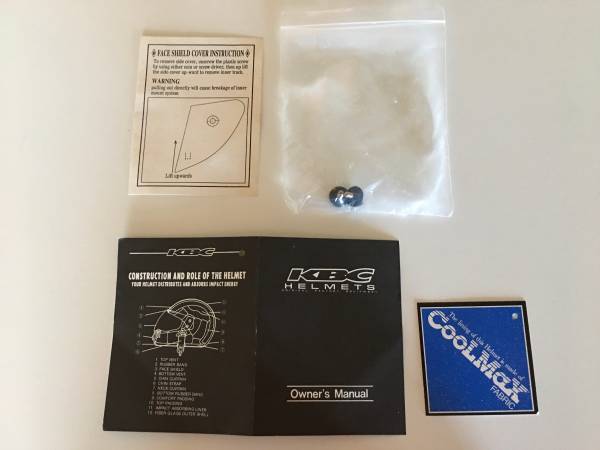 FACE SHIELD COVER INSTRUCTION
To remove side cover, unscrew the plastic screw
by using either coin or screw driver, then up lift
the side cover up-ward to remove inner track.
WARNING
pulling out directly will cause breakage of inner
mount system
Lift upwards
KBC
CONSTRUCTION AND ROLE OF THE HELMET
YOUR HELMET DISTRIBUTES AND ABSORBS IMPACT ENERGY
1. TOP VENT
2. RUBBER BAND
3. FACE SHIELD
4. BOTTOM VENT
5. CHIN CURTAIN
6. CHIN STRAP
7. NECK CURTAIN
8. BOTTOM RUBBER BAND
9. COMFORT PADDING
10. TOP PADDING
11. IMPACT ABSORBING LINER
12. FIBER GLASS OUTER SHELL
KBC
HELMETS
Owner's Manual
The lining of this Helmet is made of
COOLMAX
FABRIC